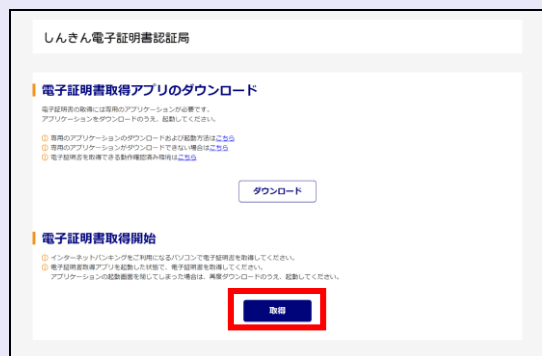 しんきん電子証明書認証局
電子証明書取得アプリのダウンロード
電子証明書の取得には専用のアプリケーションが必要です。
アプリケーションをダウンロードのうえ、起動してください。
専用のアプリケーションのダウンロードおよび起動方法はこちら
専用のアプリケーションがダウンロードできない場合はこちら
電子証明書を取得できる動作確認済み環境はこちら
ダウンロード
電子証明書取得開始
インターネットバンキングをご利用になるパソコンで電子証明書を取得してください。
電子証明書取得アプリを起動した状態で、電子証明書を取得してください。
アプリケーションの起動画面を閉じてしまった場合は、再度ダウンロードのうえ、起動してください。
取得